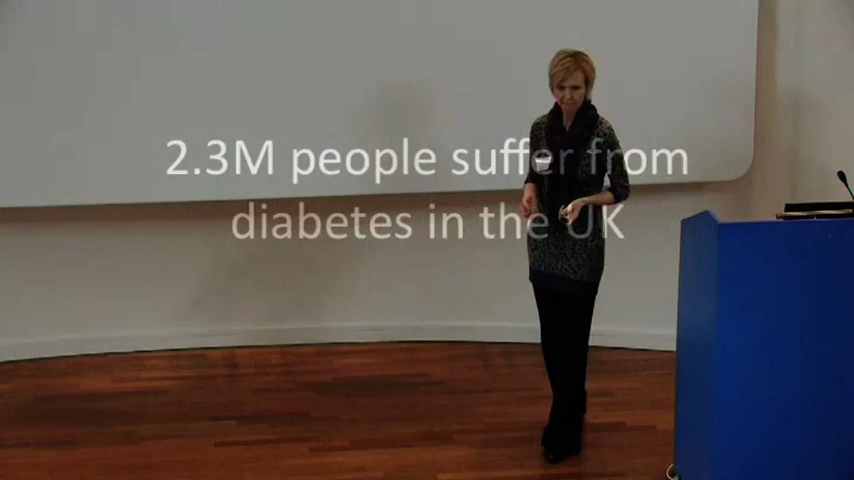 2.3M people suffer from
diabetes in the UK